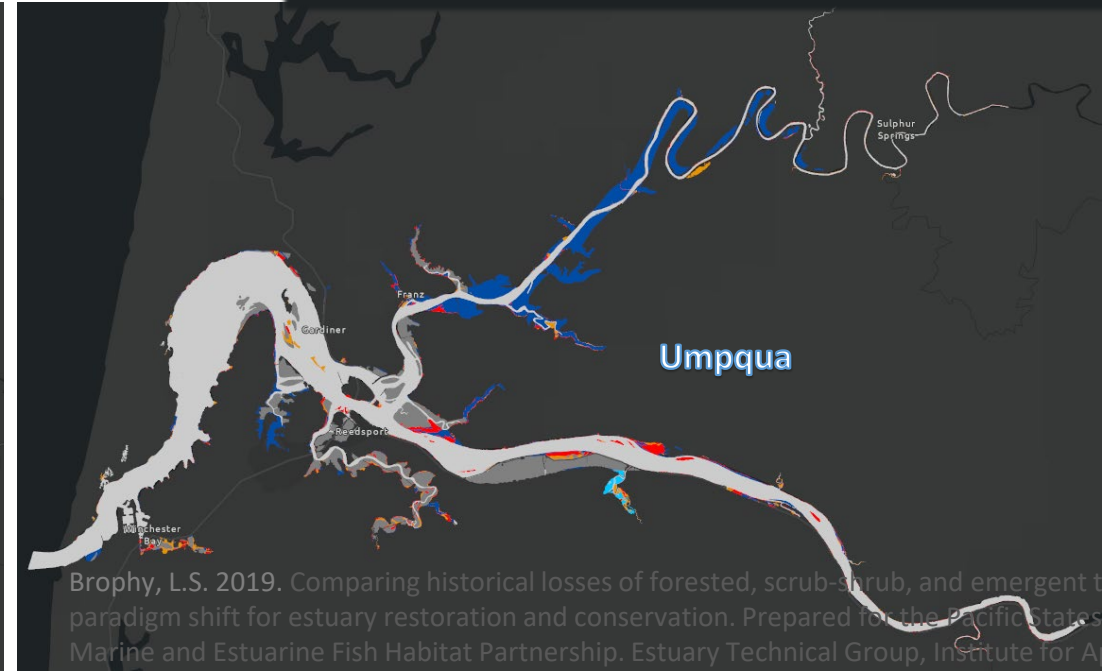 Sulphur
Springs
Franz
Gardiner
Umpqua
Reedsport
Winchester
Bay
Brophy, L.S. 2019. Comparing historical losses of forested, scrub-shrub, and emergent t
paradigm shift for estuary restoration and conservation. Prepared for the Pacific States
Marine and Estuarine Fish Habitat Partnership. Estuary Technical Group, Institute for Ap